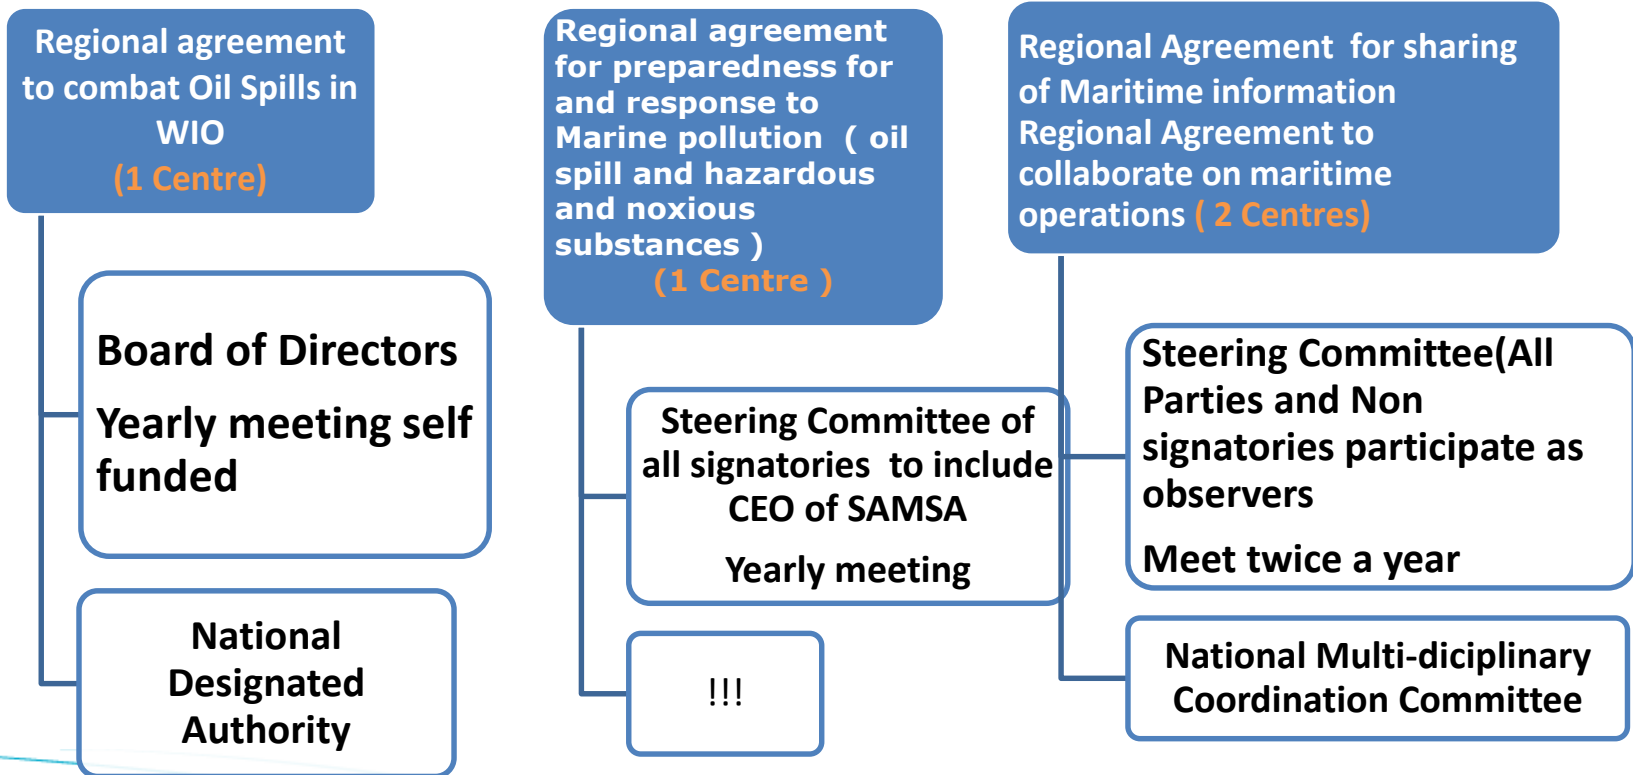 Regional agreement
to combat Oil Spills in
WIO
(1 Centre)
Board of Directors
Yearly meeting self
funded
National
Designated
Authority
Regional agreement
for preparedness for
and response to
Marine pollution ( oil
spill and hazardous
and noxious
substances )
(1 Centre )
Steering Committee of
all signatories to include
CEO of SAMSA
Yearly meeting
!!!
Regional Agreement for sharing
of Maritime information
Regional Agreement to
collaborate on maritime
operations ( 2 Centres)
Steering Committee(All
Parties and Non
signatories participate as
observers
Meet twice a year
National Multi-diciplinary
Coordination Committee